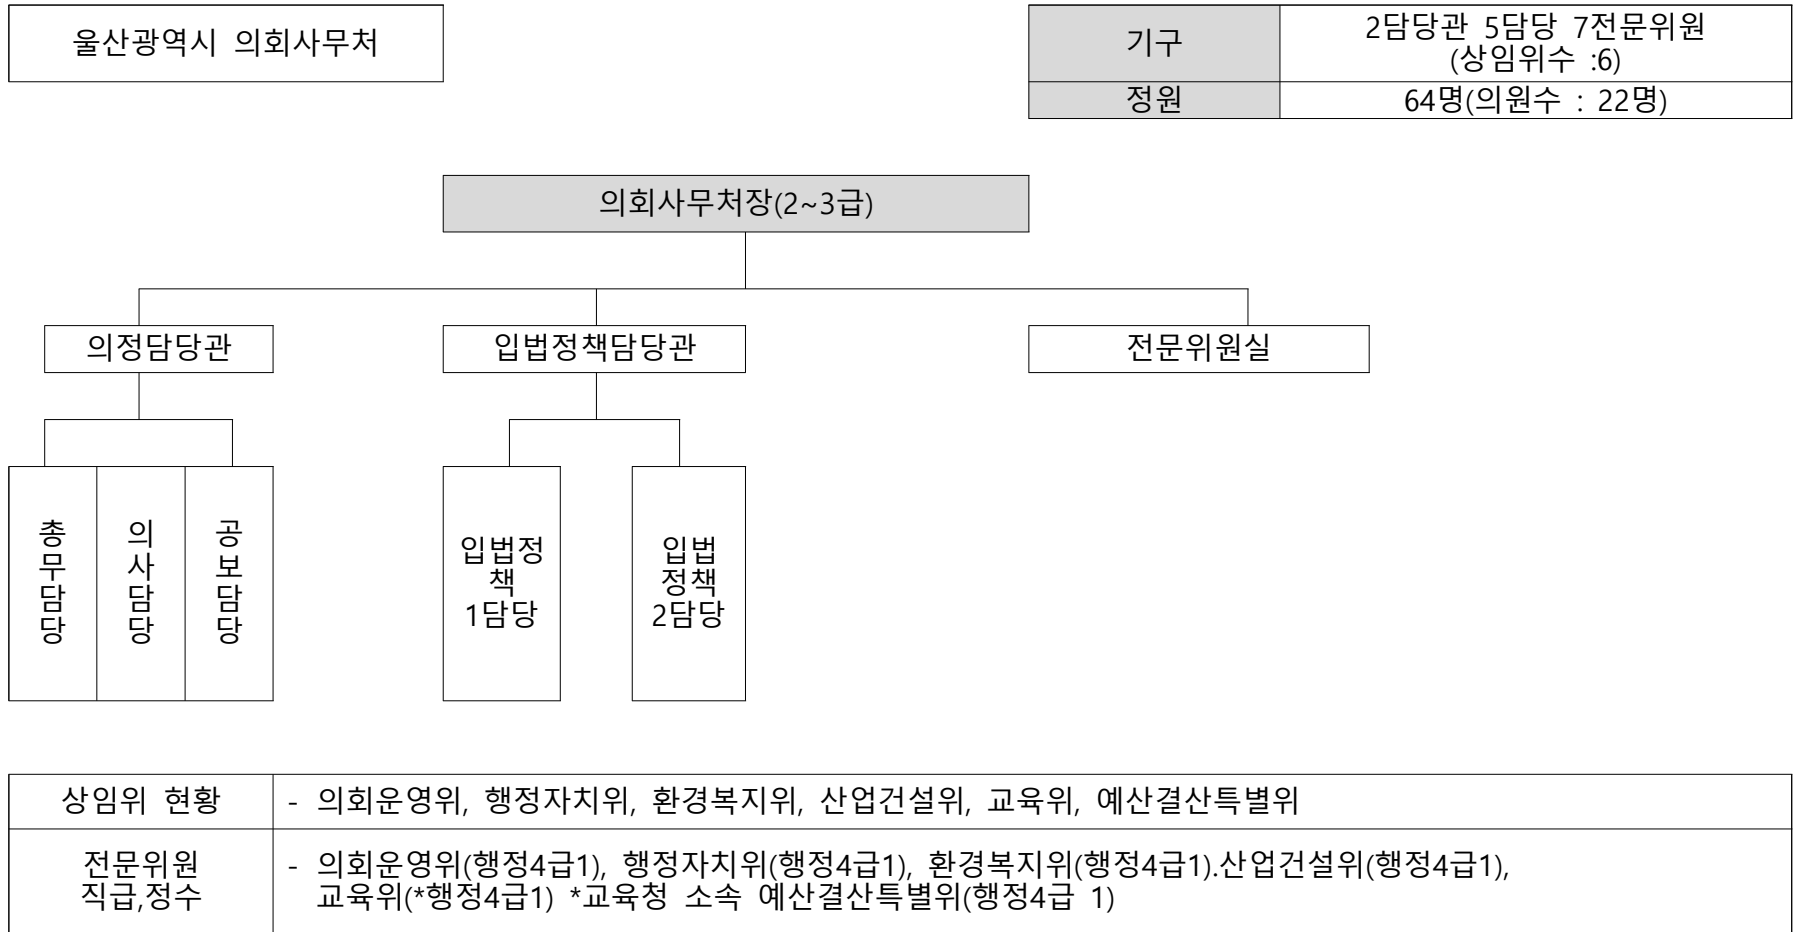 울산광역시 의회사무처
기구
2담당관 5담당 7전문위원
(상임위수 :6)
정원
64명(의원수 : 22명)
의회사무처장(2~3급)
의정담당관
입법정책담당관
전문위원실
총무담당
의사담당
공보담당
입법정
책
1담당
입법
정책
2담당
상임위 현황
- 의회운영위, 행정자치위, 환경복지위, 산업건설위, 교육위, 예산결산특별위
전문위원
직급,정수
- 의회운영위(행정4급1), 행정자치위(행정4급1), 환경복지위(행정4급1).산업건설위(행정4급1),
교육위(*행정4급1) *교육청 소속 예산결산특별위(행정4급 1)